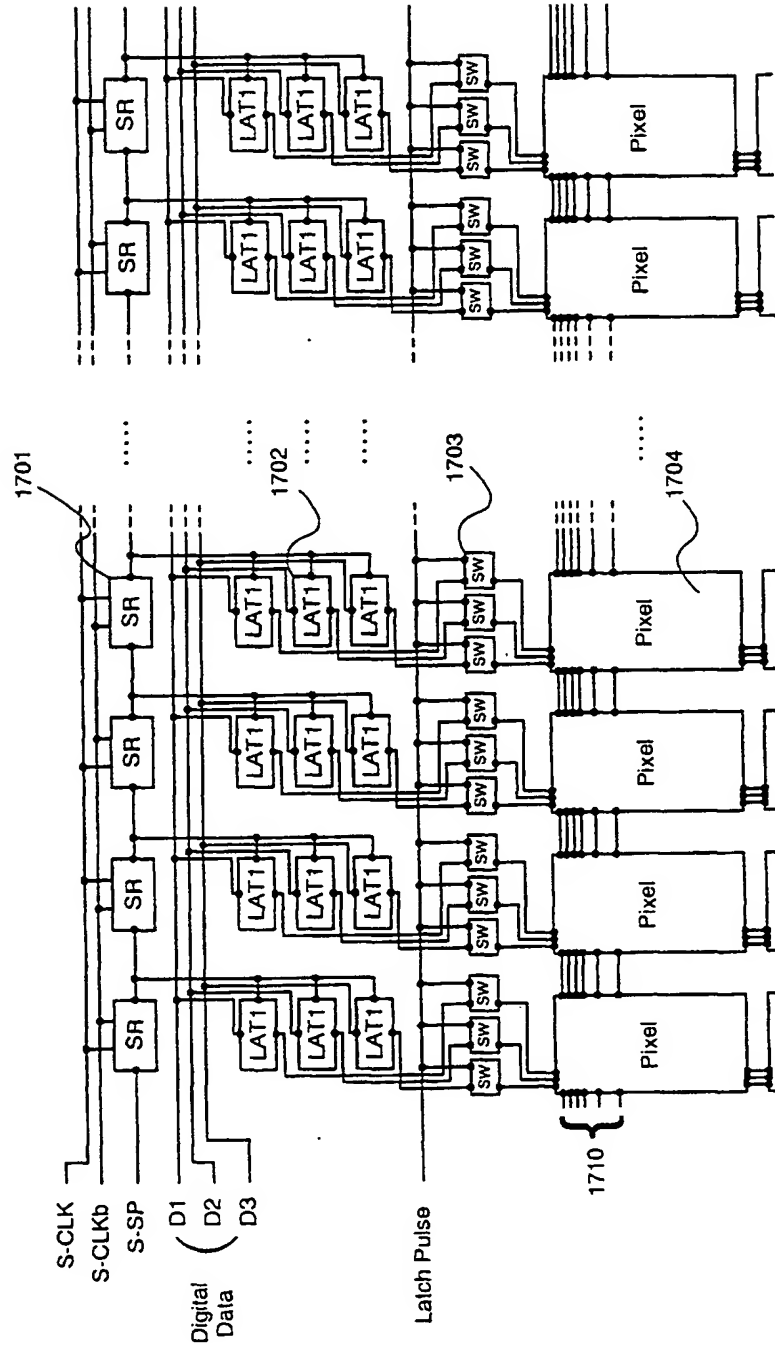 1701
S-CLK
S-CLKb
S-SP
SR SR SR SR SR SR
Digital
Data
D1
D2
D3
LAT1 LAT1 LAT1 LAT1 LAT1 LAT1
1702
LAT1 LAT1 LAT1 LAT1 LAT1 LAT1
LAT1 LAT1 LAT1 LAT1 LAT1 LAT1
Latch Pulse
1703
SW SW SW SW SW SW SW SW SW SW SW SW SW SW SW SW SW SW
1710
Pixel Pixel Pixel Pixel Pixel Pixel
1704